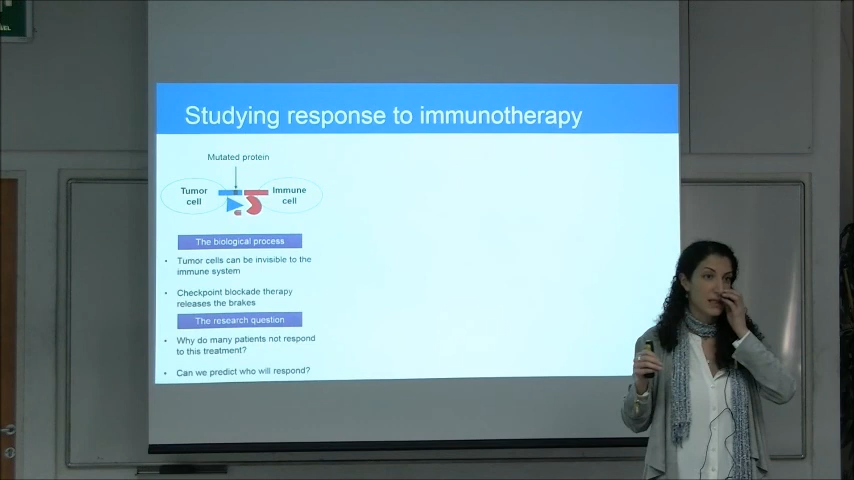 Studying response to immunotherapy
Mutated protein
Tumor
cell
Immune
cell
The biological process
• Tumor cells can be invisible to the
immune system
• Checkpoint blockade therapy
releases the brakes
The research question
• Why do many patients not respond
to this treatment?
• Can we predict who will respond?